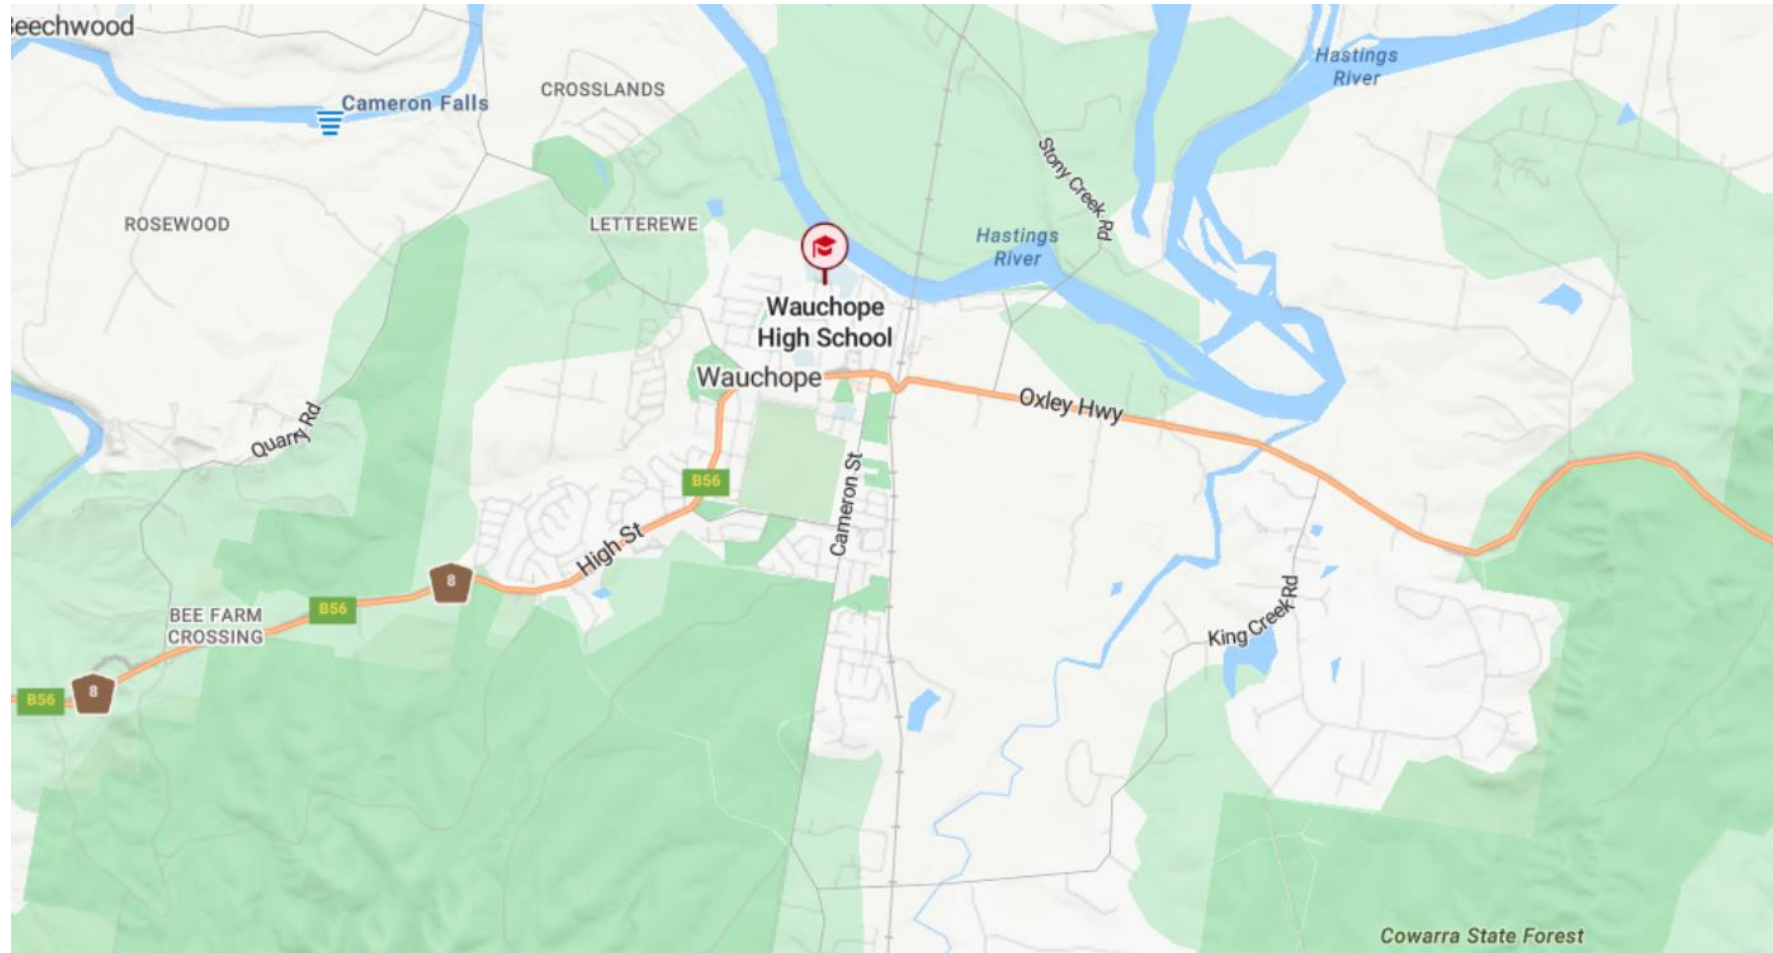 Beechwood
Hastings
River
CROSSLANDS
Cameron Falls
Stony Creek Rd
ROSEWOOD
LETTEREWE
Hastings
River
Wauchope
High School
Wauchope
Oxley Hwy
Quarry Rd
B56
Cameron St
High St
8
B56
King Creek Rd
BEE FARM
CROSSING
B56
8
Cowarra State Forest